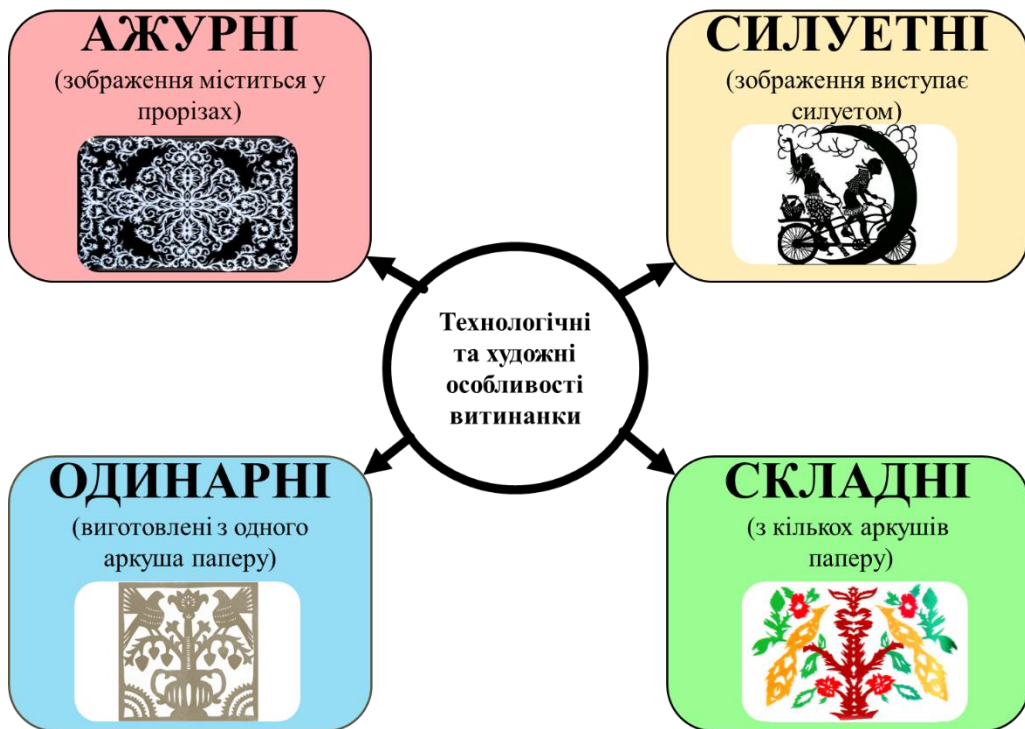 АЖУРНІ
(зображення міститься у
прорізах)
СИЛУЕТНІ
(зображення виступає
силуетом)
Технологічні
та художні
особливості
витинанки
ОДИНАРНІ
(виготовлені з одного
аркуша паперу)
СКЛАДНІ
(з кількох аркушів
паперу)